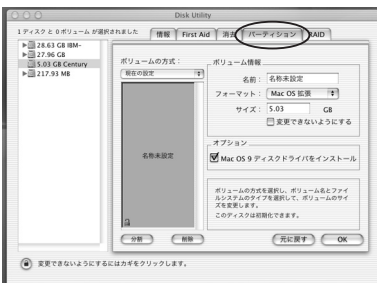 Disk Utility
1 ディスク と 0 ボリューム が選択されました
情報 First Aid 消去 パーティション RAID
28.63 GB IBM-
27.96 GB
5.03 GB Century
217.93 MB
ボリュームの方式：
現在の設定
名称未設定
分割 削除
ボリューム情報
名前： 名称未設定
フォーマット： Mac OS 拡張
サイズ： 5.03 GB
変更できないようにする
オプション
Mac OS 9 ディスクドライバをインストール
ボリュームの方式を選択し、ボリューム名とファイ
ルシステムのタイプを選択して、ボリュームのサイ
ズを変更します。
このディスクは初期化できます。
元に戻す OK
変更できないようにするにはカギをクリックします。